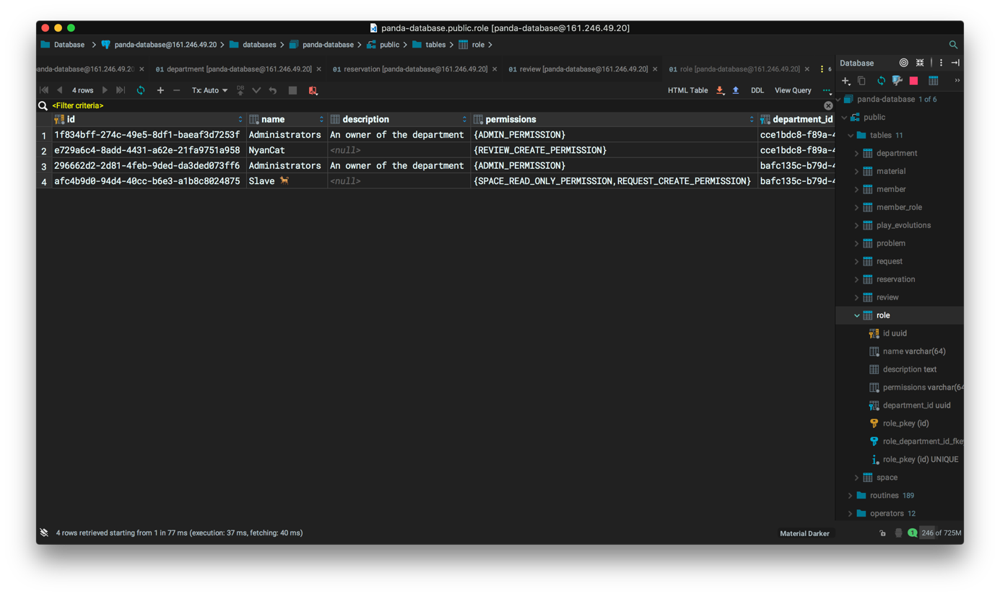 panda-database.public.role [panda-database@161.246.49.20]
Database panda-database@161.246.49.20 databases panda-database public tables role
panda-database@161.246.49.20 department [panda-database@161.246.49.20] reservation [panda-database@161.246.49.20] review [panda-database@161.246.49.20] role [panda-database@161.246.49.20] 6
4 rows Tx: Auto DB HTML Table DDL View Query
<Filter criteria>
id name description permissions department_id
1 1f834bff-274c-49e5-8df1-baeaf3d7253f Administrators An owner of the department {ADMIN_PERMISSION} cce1bdc8-f89a-4
2 e729a6c4-8add-4431-a62e-21fa9751a958 NyanCat <null> {REVIEW_CREATE_PERMISSION} cce1bdc8-f89a-4
3 296662d2-2d81-4feb-9ded-da3ded073ff6 Administrators An owner of the department {ADMIN_PERMISSION} bafc135c-b79d-4
4 afc4b9d0-94d4-40cc-b6e3-a1b8c8024875 Slave 🐕 <null> {SPACE_READ_ONLY_PERMISSION,REQUEST_CREATE_PERMISSION} bafc135c-b79d-4
Database
panda-database 1 of 6
public
tables 11
department
material
member
member_role
play_evolutions
problem
request
reservation
review
role
id uuid
name varchar(64)
description text
permissions varchar(64
department_id uuid
role_pkey (id)
role_department_id_fke
role_pkey (id) UNIQUE
space
routines 189
operators 12
4 rows retrieved starting from 1 in 77 ms (execution: 37 ms, fetching: 40 ms) Material Darker 1 246 of 725M